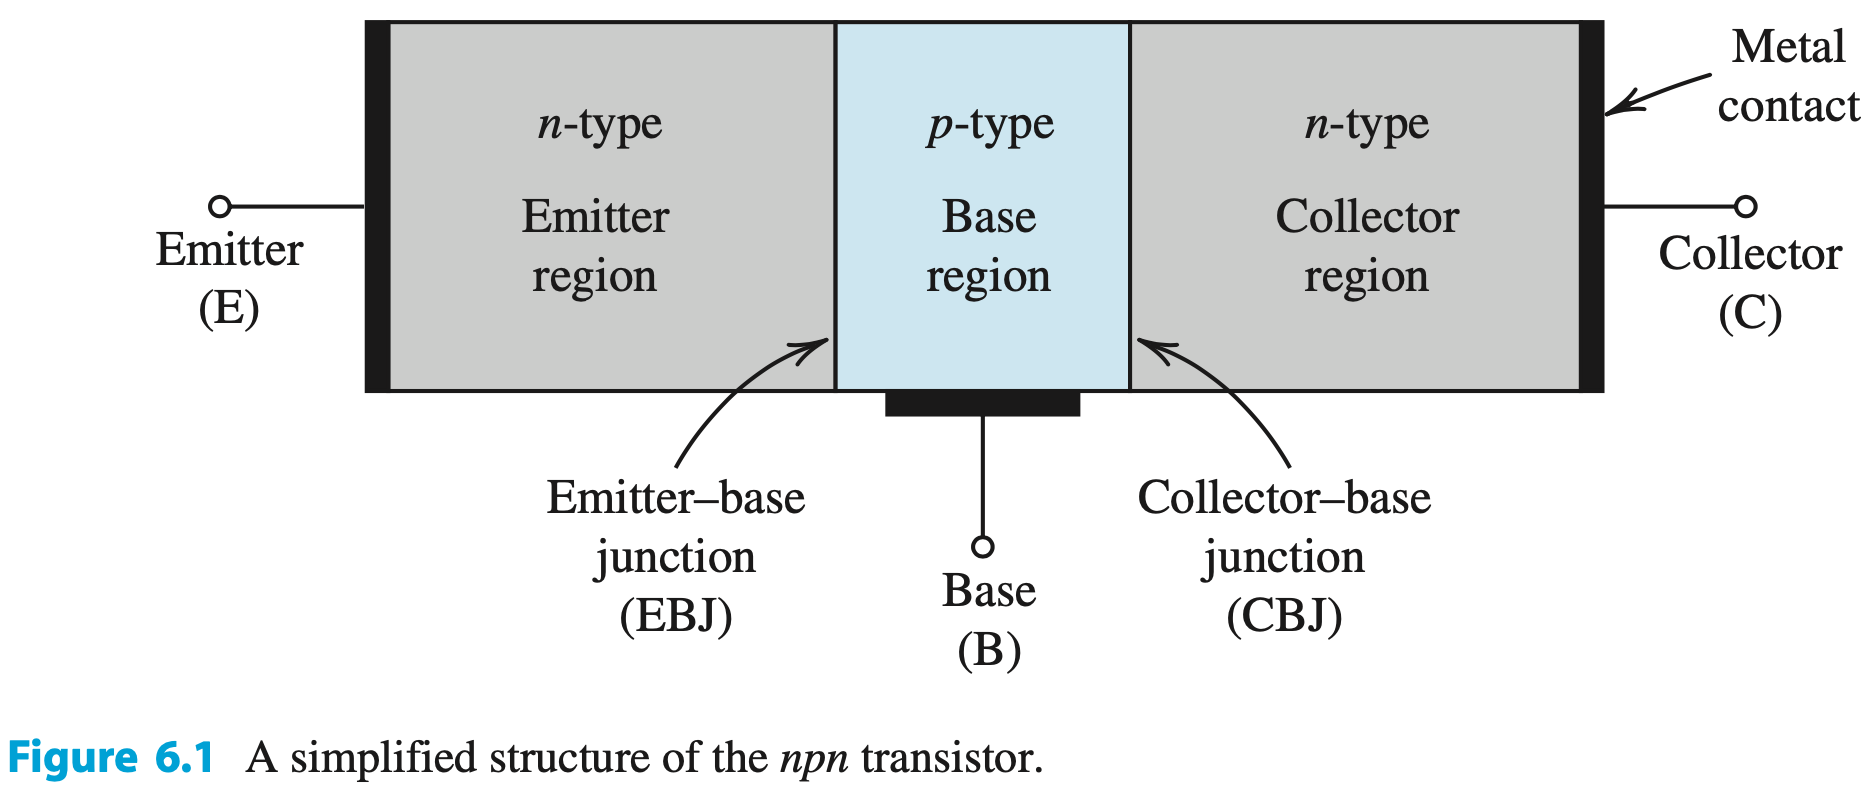 Metal
contact
n-type
p-type
n-type
Emitter
region
Base
region
Collector
region
Emitter
(E)
Collector
(C)
Emitter–base
junction
(EBJ)
Collector–base
junction
(CBJ)
Base
(B)
Figure 6.1 A simplified structure of the npn transistor.